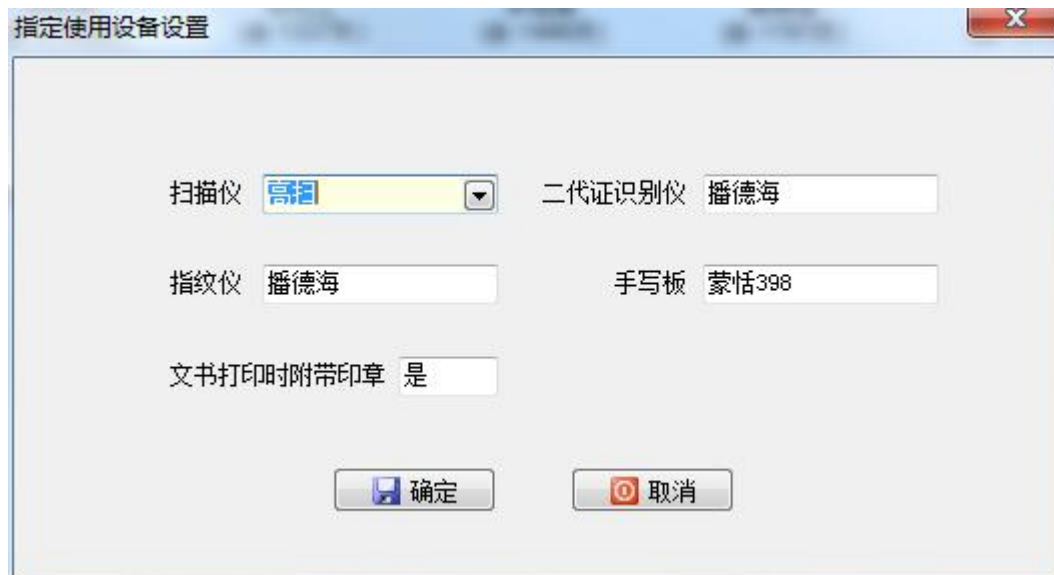 指定使用设备设置
扫描仪 高扫 二代证识别仪 播德海
指纹仪 播德海 手写板 蒙恬398
文书打印时附带印章 是
确定 取消